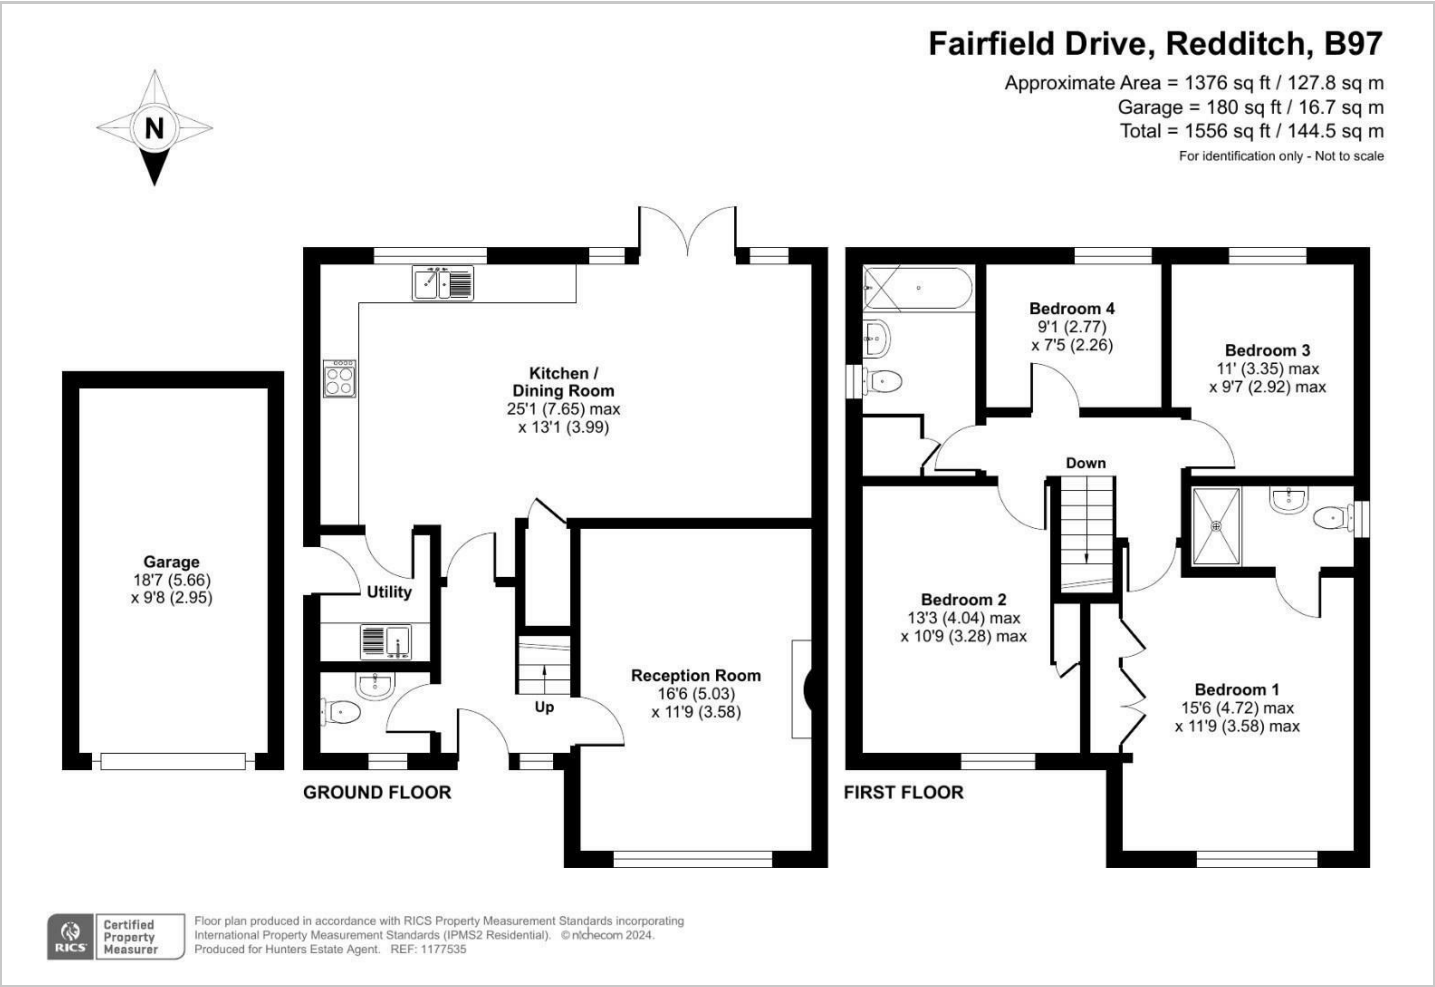 Fairfield Drive, Redditch, B97
Approximate Area = 1376 sq ft / 127.8 sq m
Garage = 180 sq ft / 16.7 sq m
Total = 1556 sq ft / 144.5 sq m
For identification only - Not to scale
N
Kitchen /
Dining Room
25'1 (7.65) max
x 13'1 (3.99)
Garage
18'7 (5.66)
x 9'8 (2.95)
Utility
Reception Room
16'6 (5.03)
x 11'9 (3.58)
Up
GROUND FLOOR
Bedroom 4
9'1 (2.77)
x 7'5 (2.26)
Bedroom 3
11' (3.35) max
x 9'7 (2.92) max
Down
Bedroom 2
13'3 (4.04) max
x 10'9 (3.28) max
Bedroom 1
15'6 (4.72) max
x 11'9 (3.58) max
FIRST FLOOR
RICS
Certified
Property
Measurer
Floor plan produced in accordance with RICS Property Measurement Standards incorporating
International Property Measurement Standards (IPMS2 Residential). © nichecom 2024.
Produced for Hunters Estate Agent. REF: 1177535